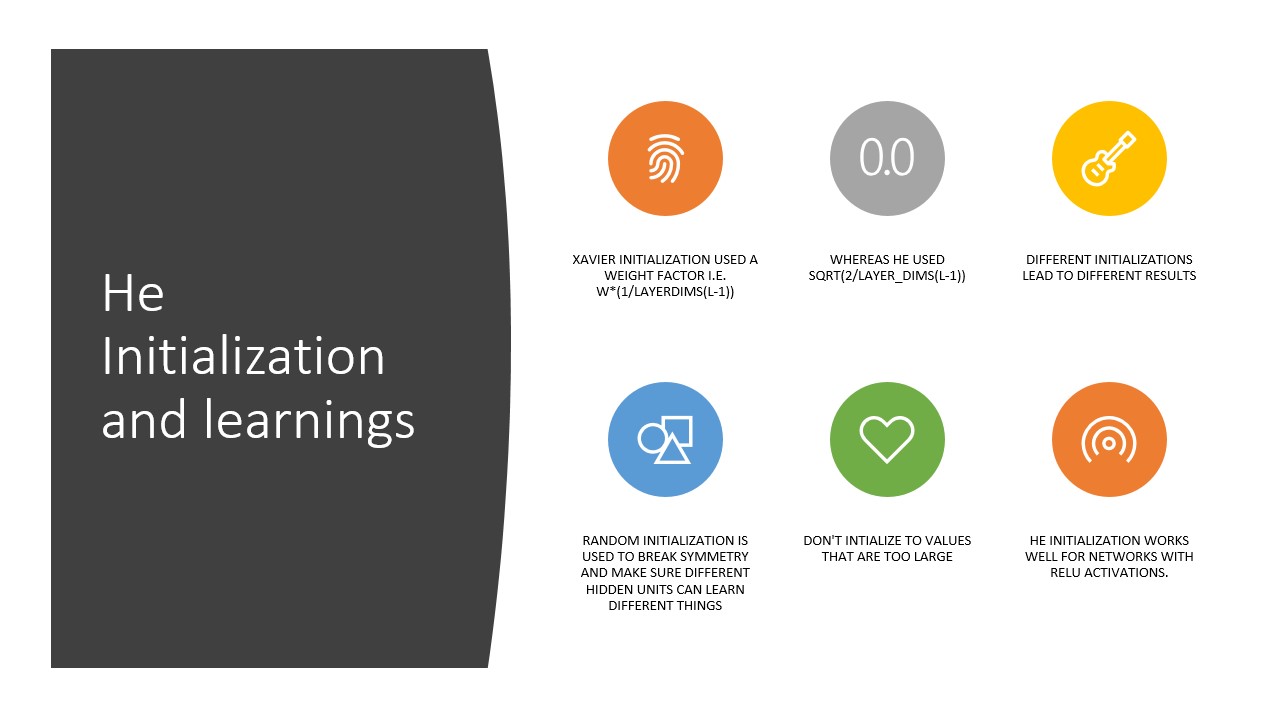 He
Initialization
and learnings
XAVIER INITIALIZATION USED A
WEIGHT FACTOR I.E.
W*(1/LAYERDIMS(L-1))
0.0
WHEREAS HE USED
SQRT(2/LAYER_DIMS(L-1))
DIFFERENT INITIALIZATIONS
LEAD TO DIFFERENT RESULTS
RANDOM INITIALIZATION IS
USED TO BREAK SYMMETRY
AND MAKE SURE DIFFERENT
HIDDEN UNITS CAN LEARN
DIFFERENT THINGS
DON'T INTIALIZE TO VALUES
THAT ARE TOO LARGE
HE INITIALIZATION WORKS
WELL FOR NETWORKS WITH
RELU ACTIVATIONS.